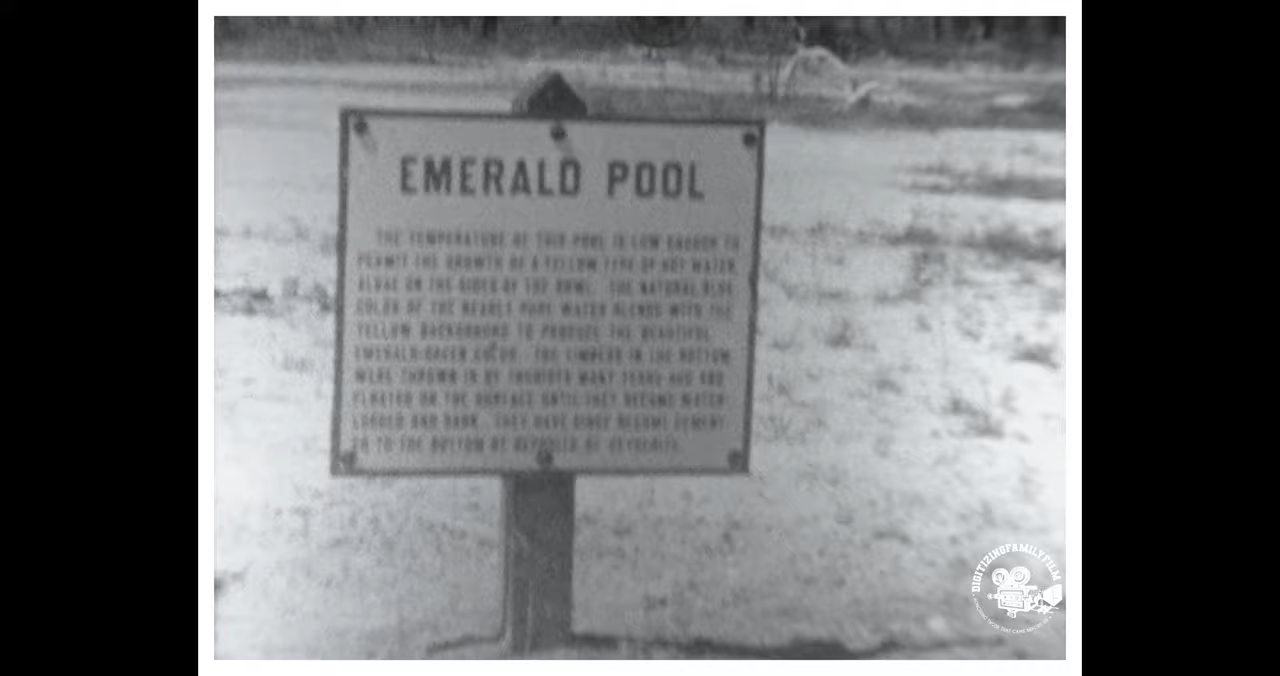 EMERALD POOL
THE TEMPERATURE OF THIS POOL IS LOW ENOUGH TO
PERMIT THE GROWTH OF A YELLOW TYPE OF HOT WATER
ALGAE ON THE SIDES OF THE BOWL. THE NATURAL BLUE
COLOR OF THE POOL WATER BLENDS WITH THE
YELLOW BACKGROUND TO PRODUCE THE BEAUTIFUL
EMERALD GREEN COLOR. THE TIMBERS IN THE BOTTOM
WERE THROWN IN BY TOURISTS MANY YEARS AGO AND
FLOATED ON THE SURFACE UNTIL THEY BECAME WATER
LOGGED AND SANK. THEY HAVE SINCE BECOME CEMENT-
ED TO THE BOTTOM BY DEPOSITS OF GEYSERITE.
DIGITIZINGFAMILYFILM